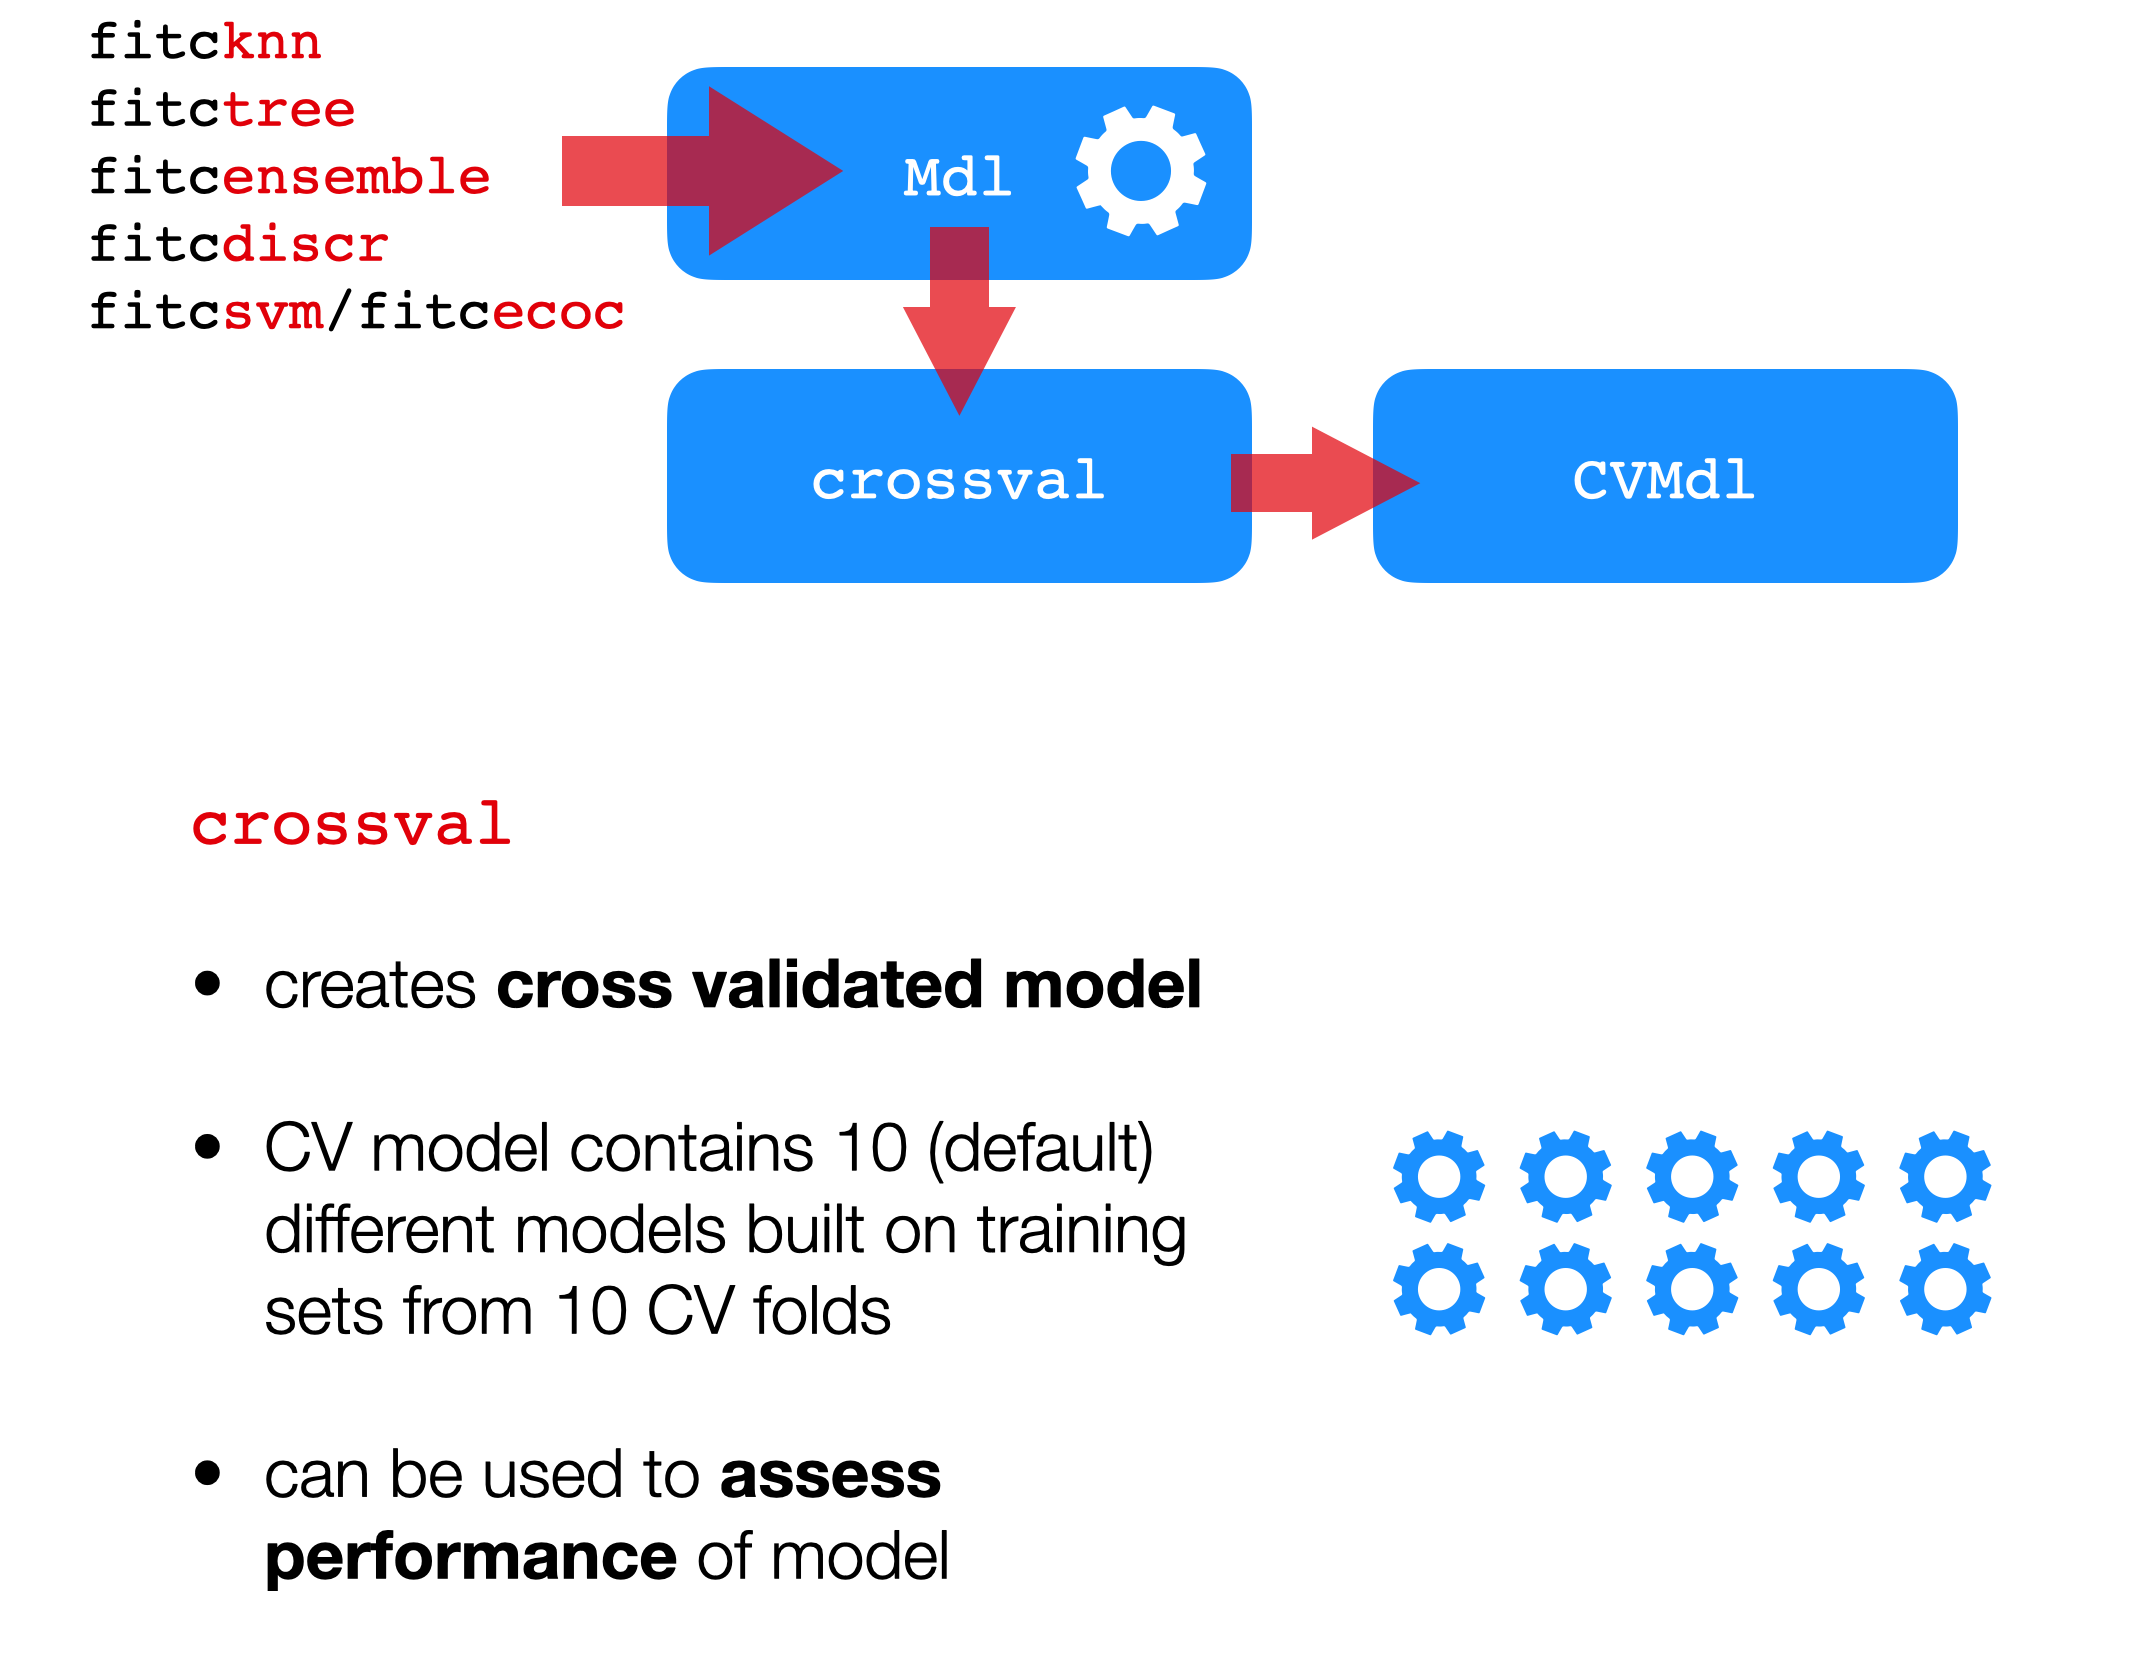 fitcknn
fitctree
fitcensemble
fitcdiscr
fitcsvm/fitcecoc
Mdl
crossval
CVMdl
crossval
• creates cross validated model
• CV model contains 10 (default)
different models built on training
sets from 10 CV folds
• can be used to assess
performance of model